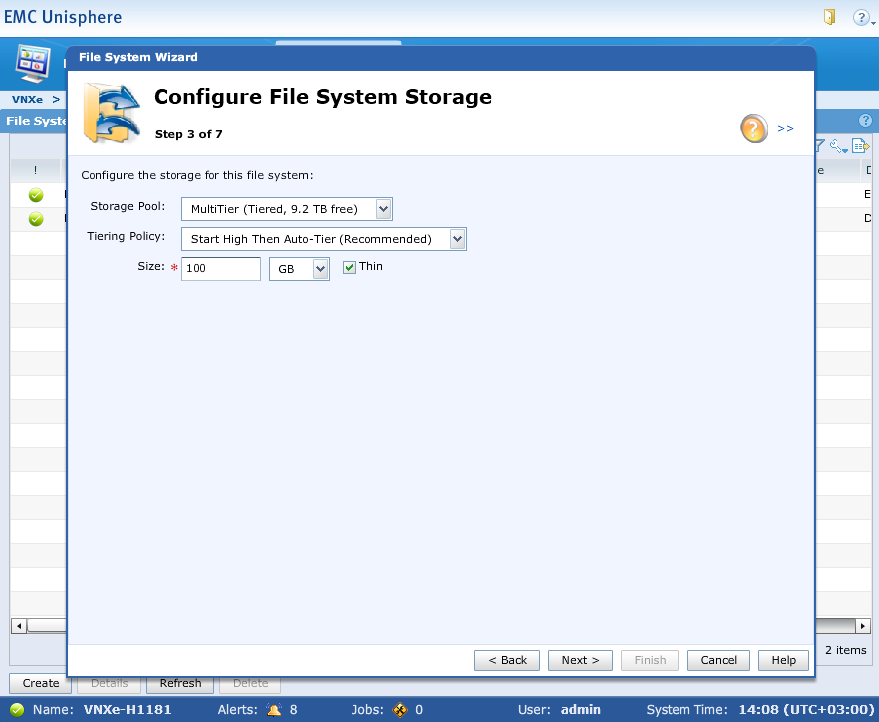 EMC Unisphere
?
File System Wizard
VNXe >
Configure File System Storage
File Syste
?
Step 3 of 7
? >>
!
Configure the storage for this file system:
Storage Pool: MultiTier (Tiered, 9.2 TB free)
Tiering Policy: Start High Then Auto-Tier (Recommended)
Size: * 100 GB Thin
2 items
< Back Next > Finish Cancel Help
Create Details Refresh Delete
Name: VNXe-H1181 Alerts: 8 Jobs: 0 User: admin System Time: 14:08 (UTC+03:00)